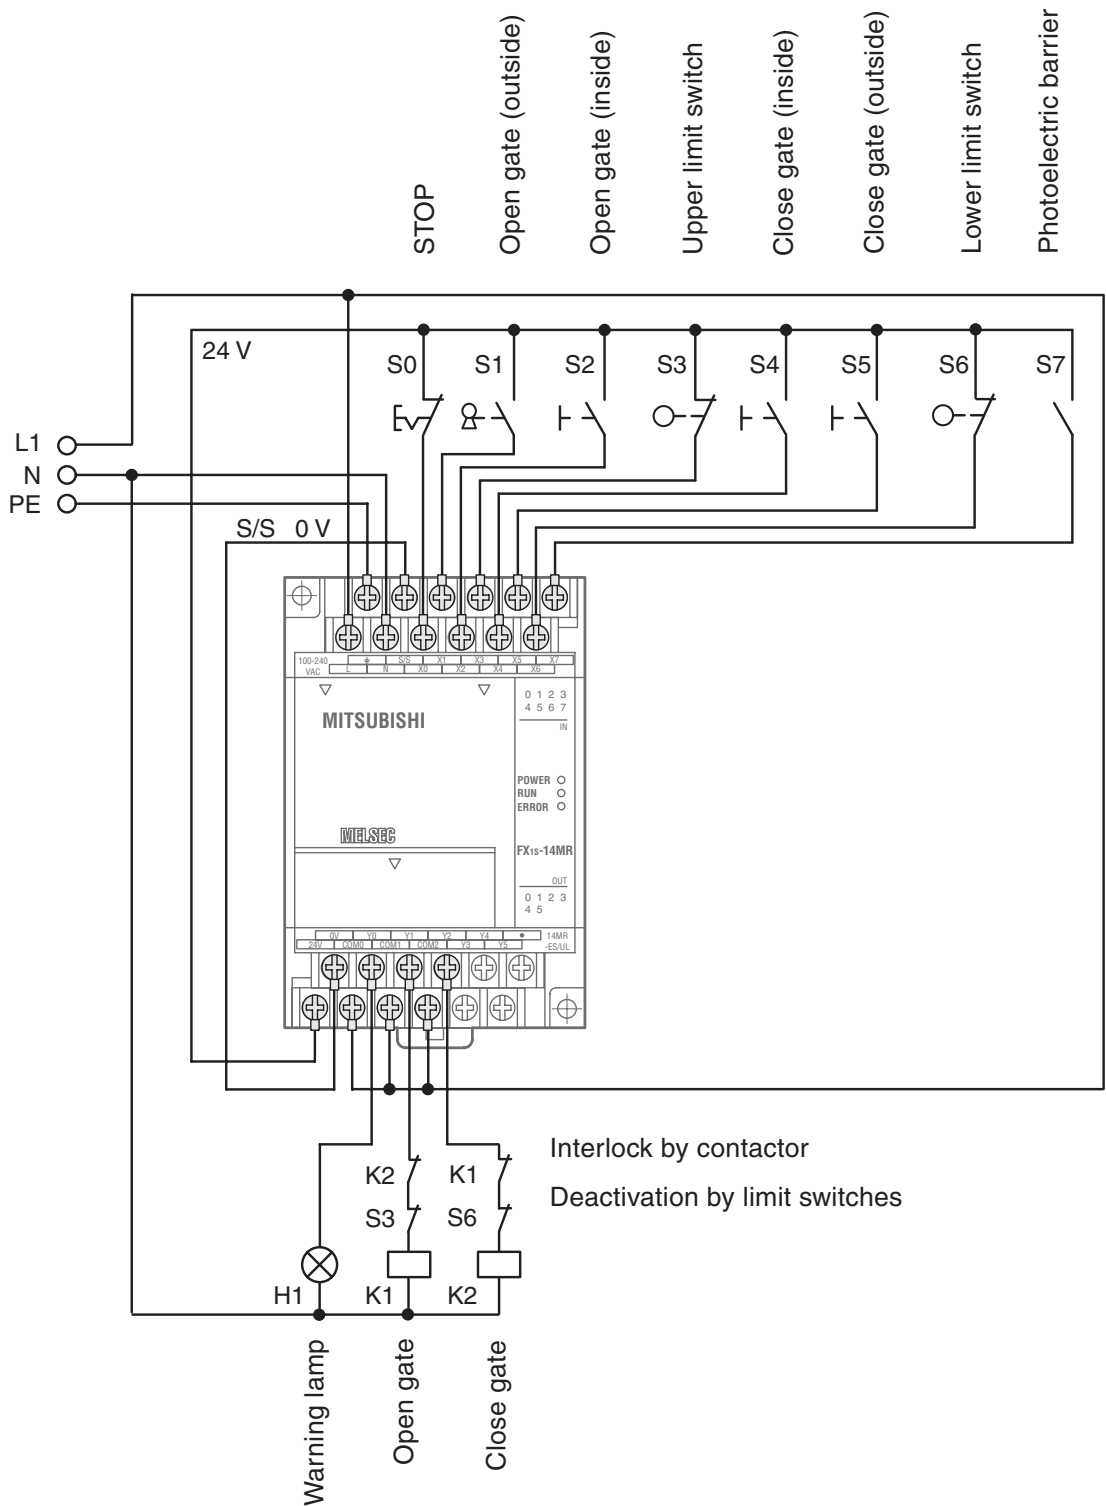 STOP
Open gate (outside)
Open gate (inside)
Upper limit switch
Close gate (inside)
Close gate (outside)
Lower limit switch
Photoelectric barrier
24 V
S0 S1 S2 S3 S4 S5 S6 S7
L1
N
PE
S/S 0 V
100-240 S/S X1 X3 X5 X7
VAC L N X0 X2 X4 X6
0 1 2 3
4 5 6 7
IN
MITSUBISHI
POWER
RUN
ERROR
MELSEC
FX1S-14MR
OUT
0 1 2 3
4 5
0V Y0 Y1 Y2 Y4 • 14MR
24V COM0 COM1 COM2 Y3 Y5 -ES/UL
Interlock by contactor
K2 K1
Deactivation by limit switches
S3 S6
H1 K1 K2
Warning lamp
Open gate
Close gate